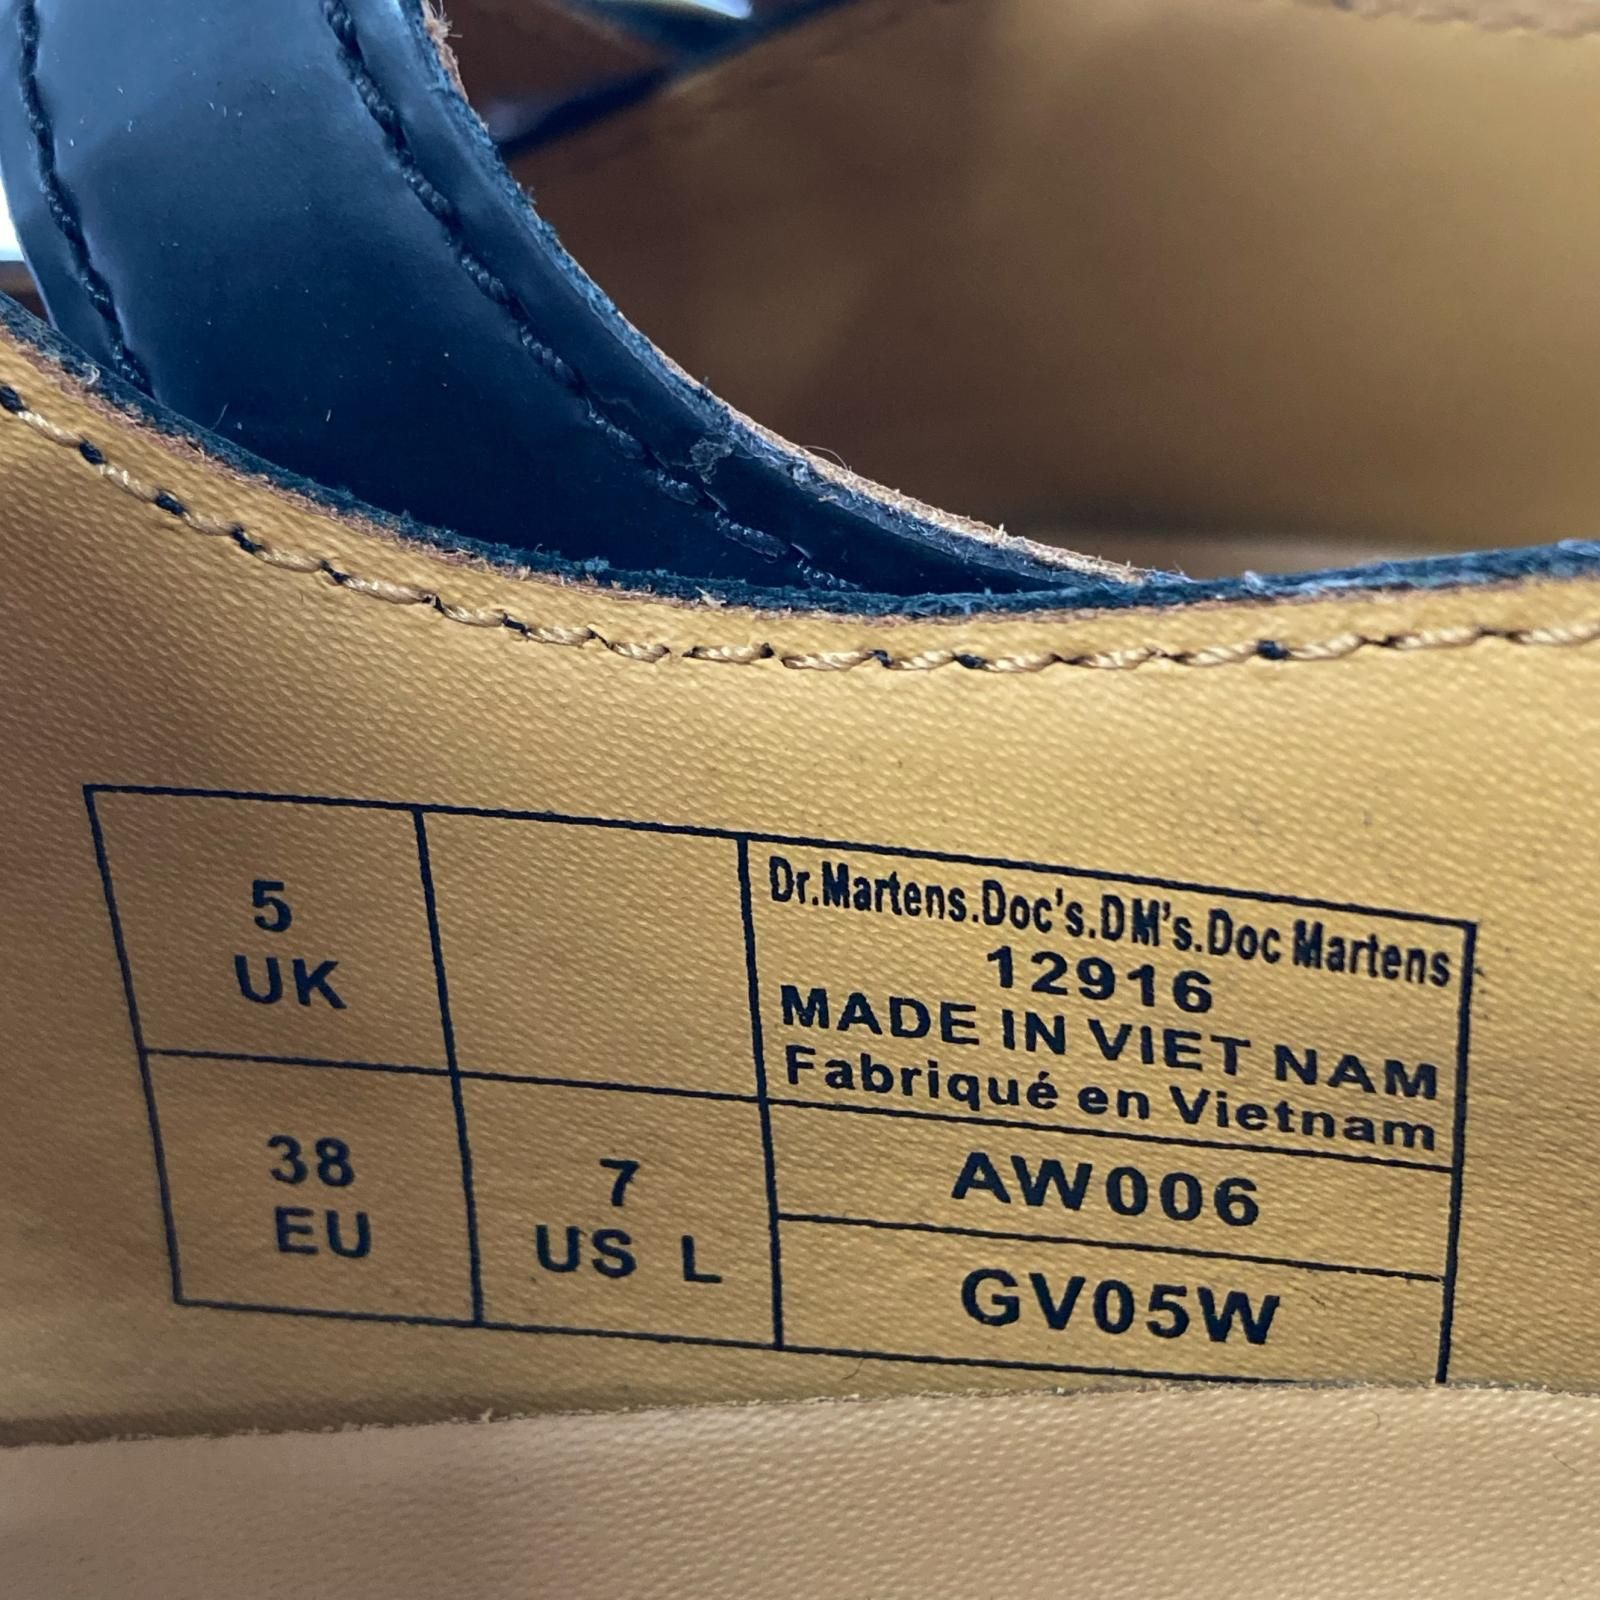 5
UK
38
EU
7
US L
Dr.Martens.Doc's.DM's.Doc Martens
12916
MADE IN VIET NAM
Fabriqué en Vietnam
AW006
GV05W